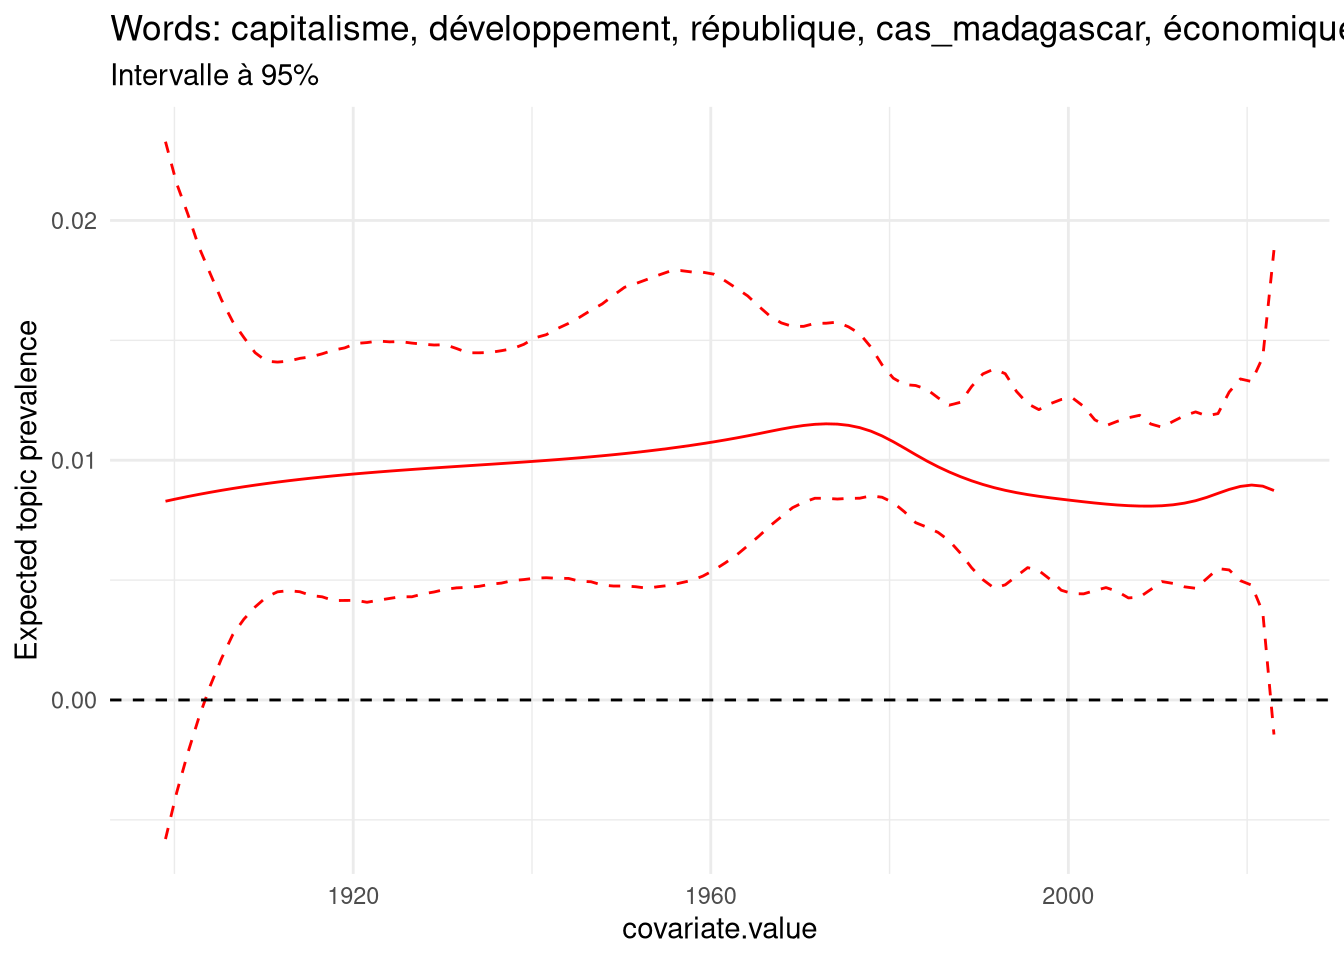 Words: capitalisme, développement, république, cas_madagascar, économique
Intervalle à 95%
Expected topic prevalence
0.02
0.01
0.00
1920
1960
2000
covariate.value